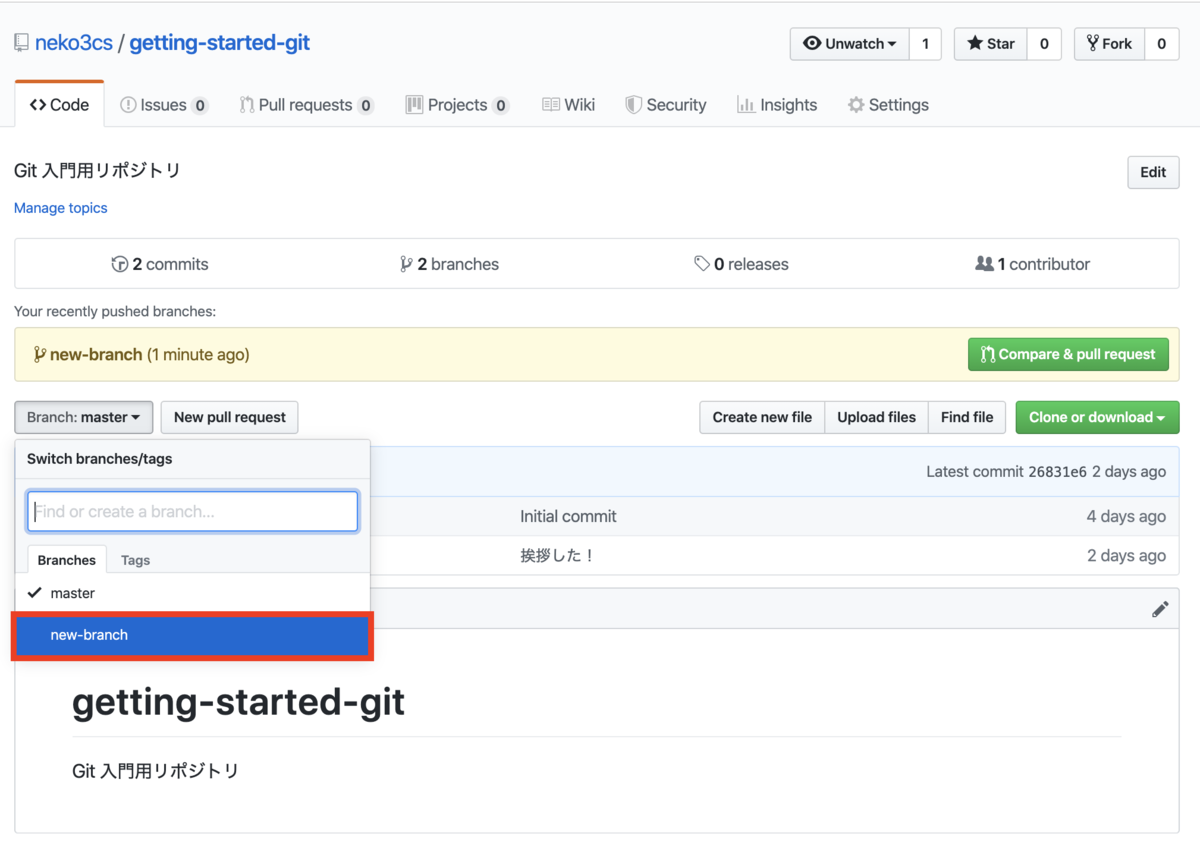 neko3cs / getting-started-git
Unwatch 1 Star 0 Fork 0
Code Issues 0 Pull requests 0 Projects 0 Wiki Security Insights Settings
Git 入門用リポジトリ
Edit
Manage topics
2 commits 2 branches 0 releases 1 contributor
Your recently pushed branches:
new-branch (1 minute ago) Compare & pull request
Branch: master New pull request Create new file Upload files Find file Clone or download
Switch branches/tags
Latest commit 26831e6 2 days ago
Find or create a branch...
Initial commit 4 days ago
挨拶した！ 2 days ago
Branches Tags
master
new-branch
getting-started-git
Git 入門用リポジトリ